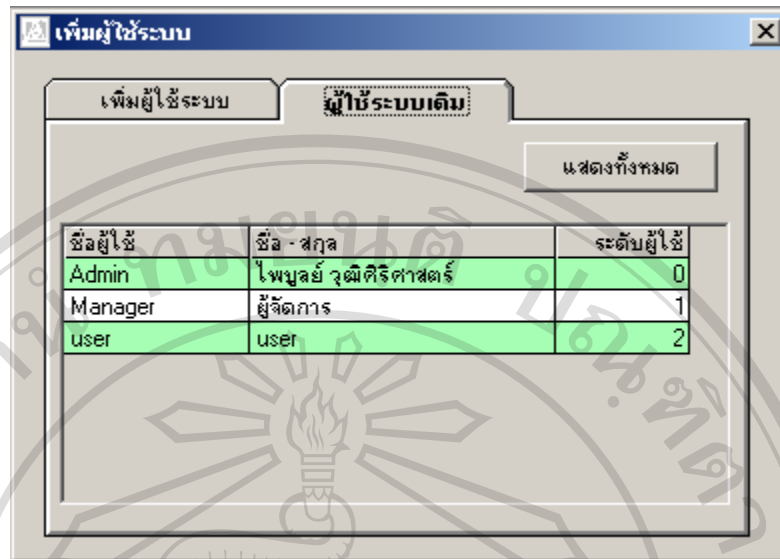 เพิ่มผู้ใช้ระบบ
เพิ่มผู้ใช้ระบบ ผู้ใช้ระบบเดิม
แสดงทั้งหมด
ชื่อผู้ใช้ ชื่อ - สกุล ระดับผู้ใช้
Admin ไพบูลย์ วุฒิศิริศาสตร์ 0
Manager ผู้จัดการ 1
user user 2